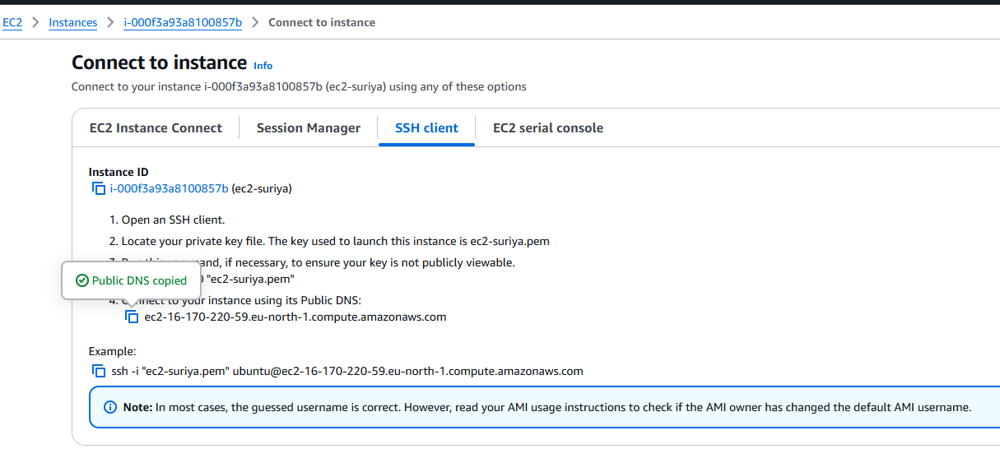 EC2 > Instances > i-000f3a93a8100857b > Connect to instance
Connect to instance Info
Connect to your instance i-000f3a93a8100857b (ec2-suriya) using any of these options
EC2 Instance Connect Session Manager SSH client EC2 serial console
Instance ID
i-000f3a93a8100857b (ec2-suriya)
1. Open an SSH client.
2. Locate your private key file. The key used to launch this instance is ec2-suriya.pem
if necessary, to ensure your key is not publicly viewable.
Public DNS copied
"ec2-suriya.pem"
4. Connect to your instance using its Public DNS:
ec2-16-170-220-59.eu-north-1.compute.amazonaws.com
Example:
ssh -i "ec2-suriya.pem" ubuntu@ec2-16-170-220-59.eu-north-1.compute.amazonaws.com
Note: In most cases, the guessed username is correct. However, read your AMI usage instructions to check if the AMI owner has changed the default AMI username.